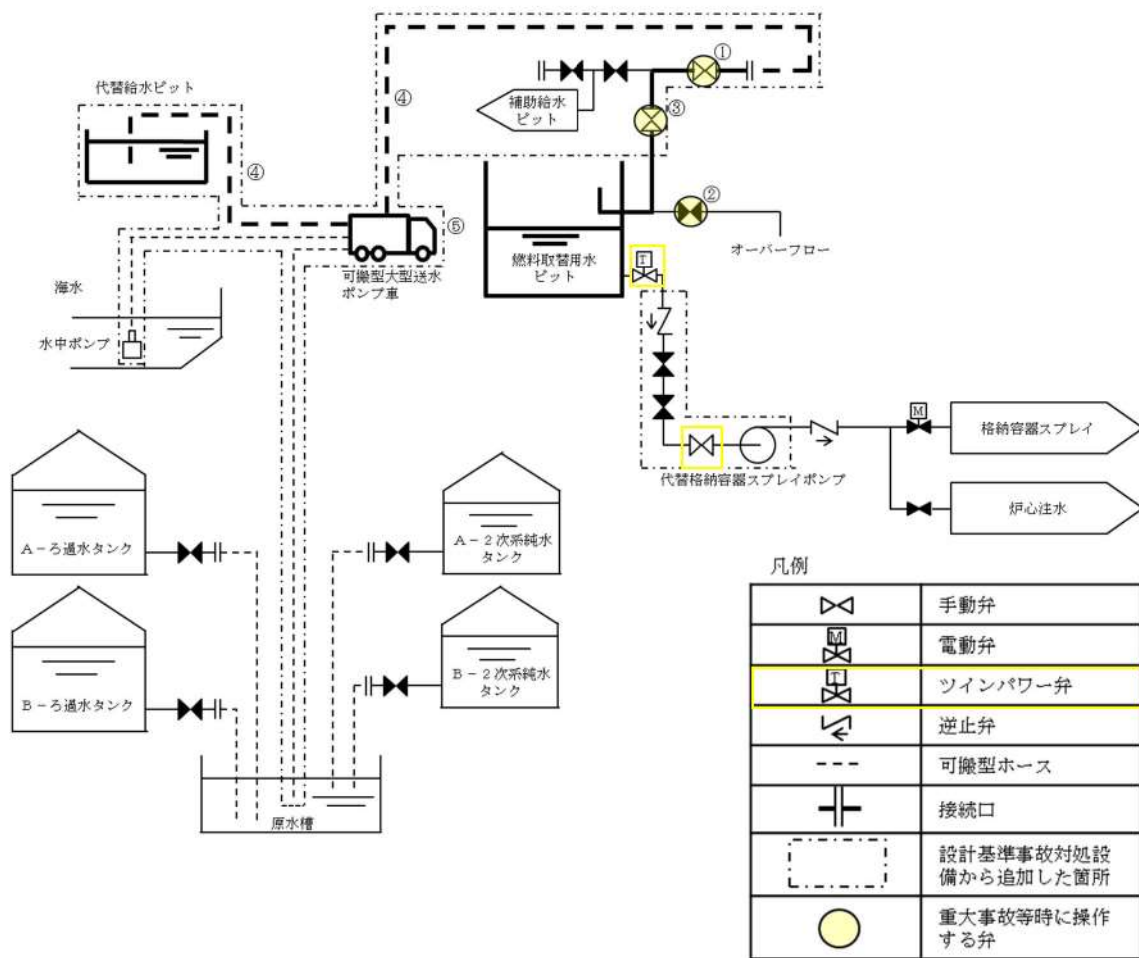 ①
代替給水ピット
④
補助給水
ピット
③
④
②
⑤
オーバーフロー
燃料取替用水
ピット
T
可搬型大型送水
ポンプ車
海水
水中ポンプ
M
格納容器スプレイ
代替格納容器スプレイポンプ
炉心注水
A-ろ過水タンク
A-2次系純水
タンク
B-ろ過水タンク
B-2次系純水
タンク
原水槽
凡例
手動弁
M
電動弁
T
ツインパワー弁
逆止弁
可搬型ホース
接続口
設計基準事故対処設
備から追加した箇所
重大事故等時に操作
する弁